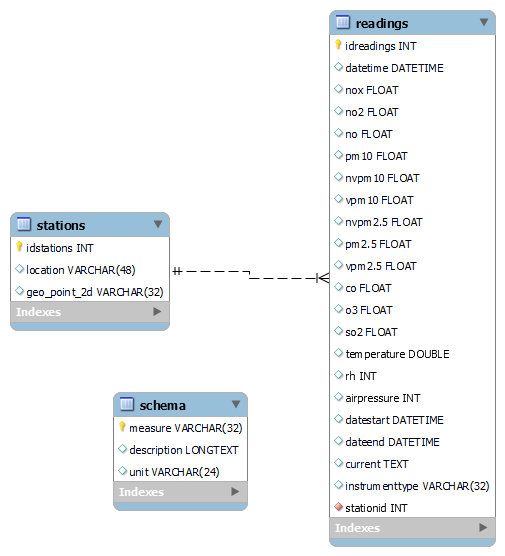 readings
idreadings INT
datetime DATETIME
nox FLOAT
no2 FLOAT
no FLOAT
pm10 FLOAT
nvpm10 FLOAT
vpm10 FLOAT
nvpm2.5 FLOAT
pm2.5 FLOAT
vpm2.5 FLOAT
co FLOAT
o3 FLOAT
so2 FLOAT
temperature DOUBLE
rh INT
airpressure INT
datestart DATETIME
dateend DATETIME
current TEXT
instrumenttype VARCHAR(32)
stationid INT
Indexes
stations
idstations INT
location VARCHAR(48)
geo_point_2d VARCHAR(32)
Indexes
schema
measure VARCHAR(32)
description LONGTEXT
unit VARCHAR(24)
Indexes